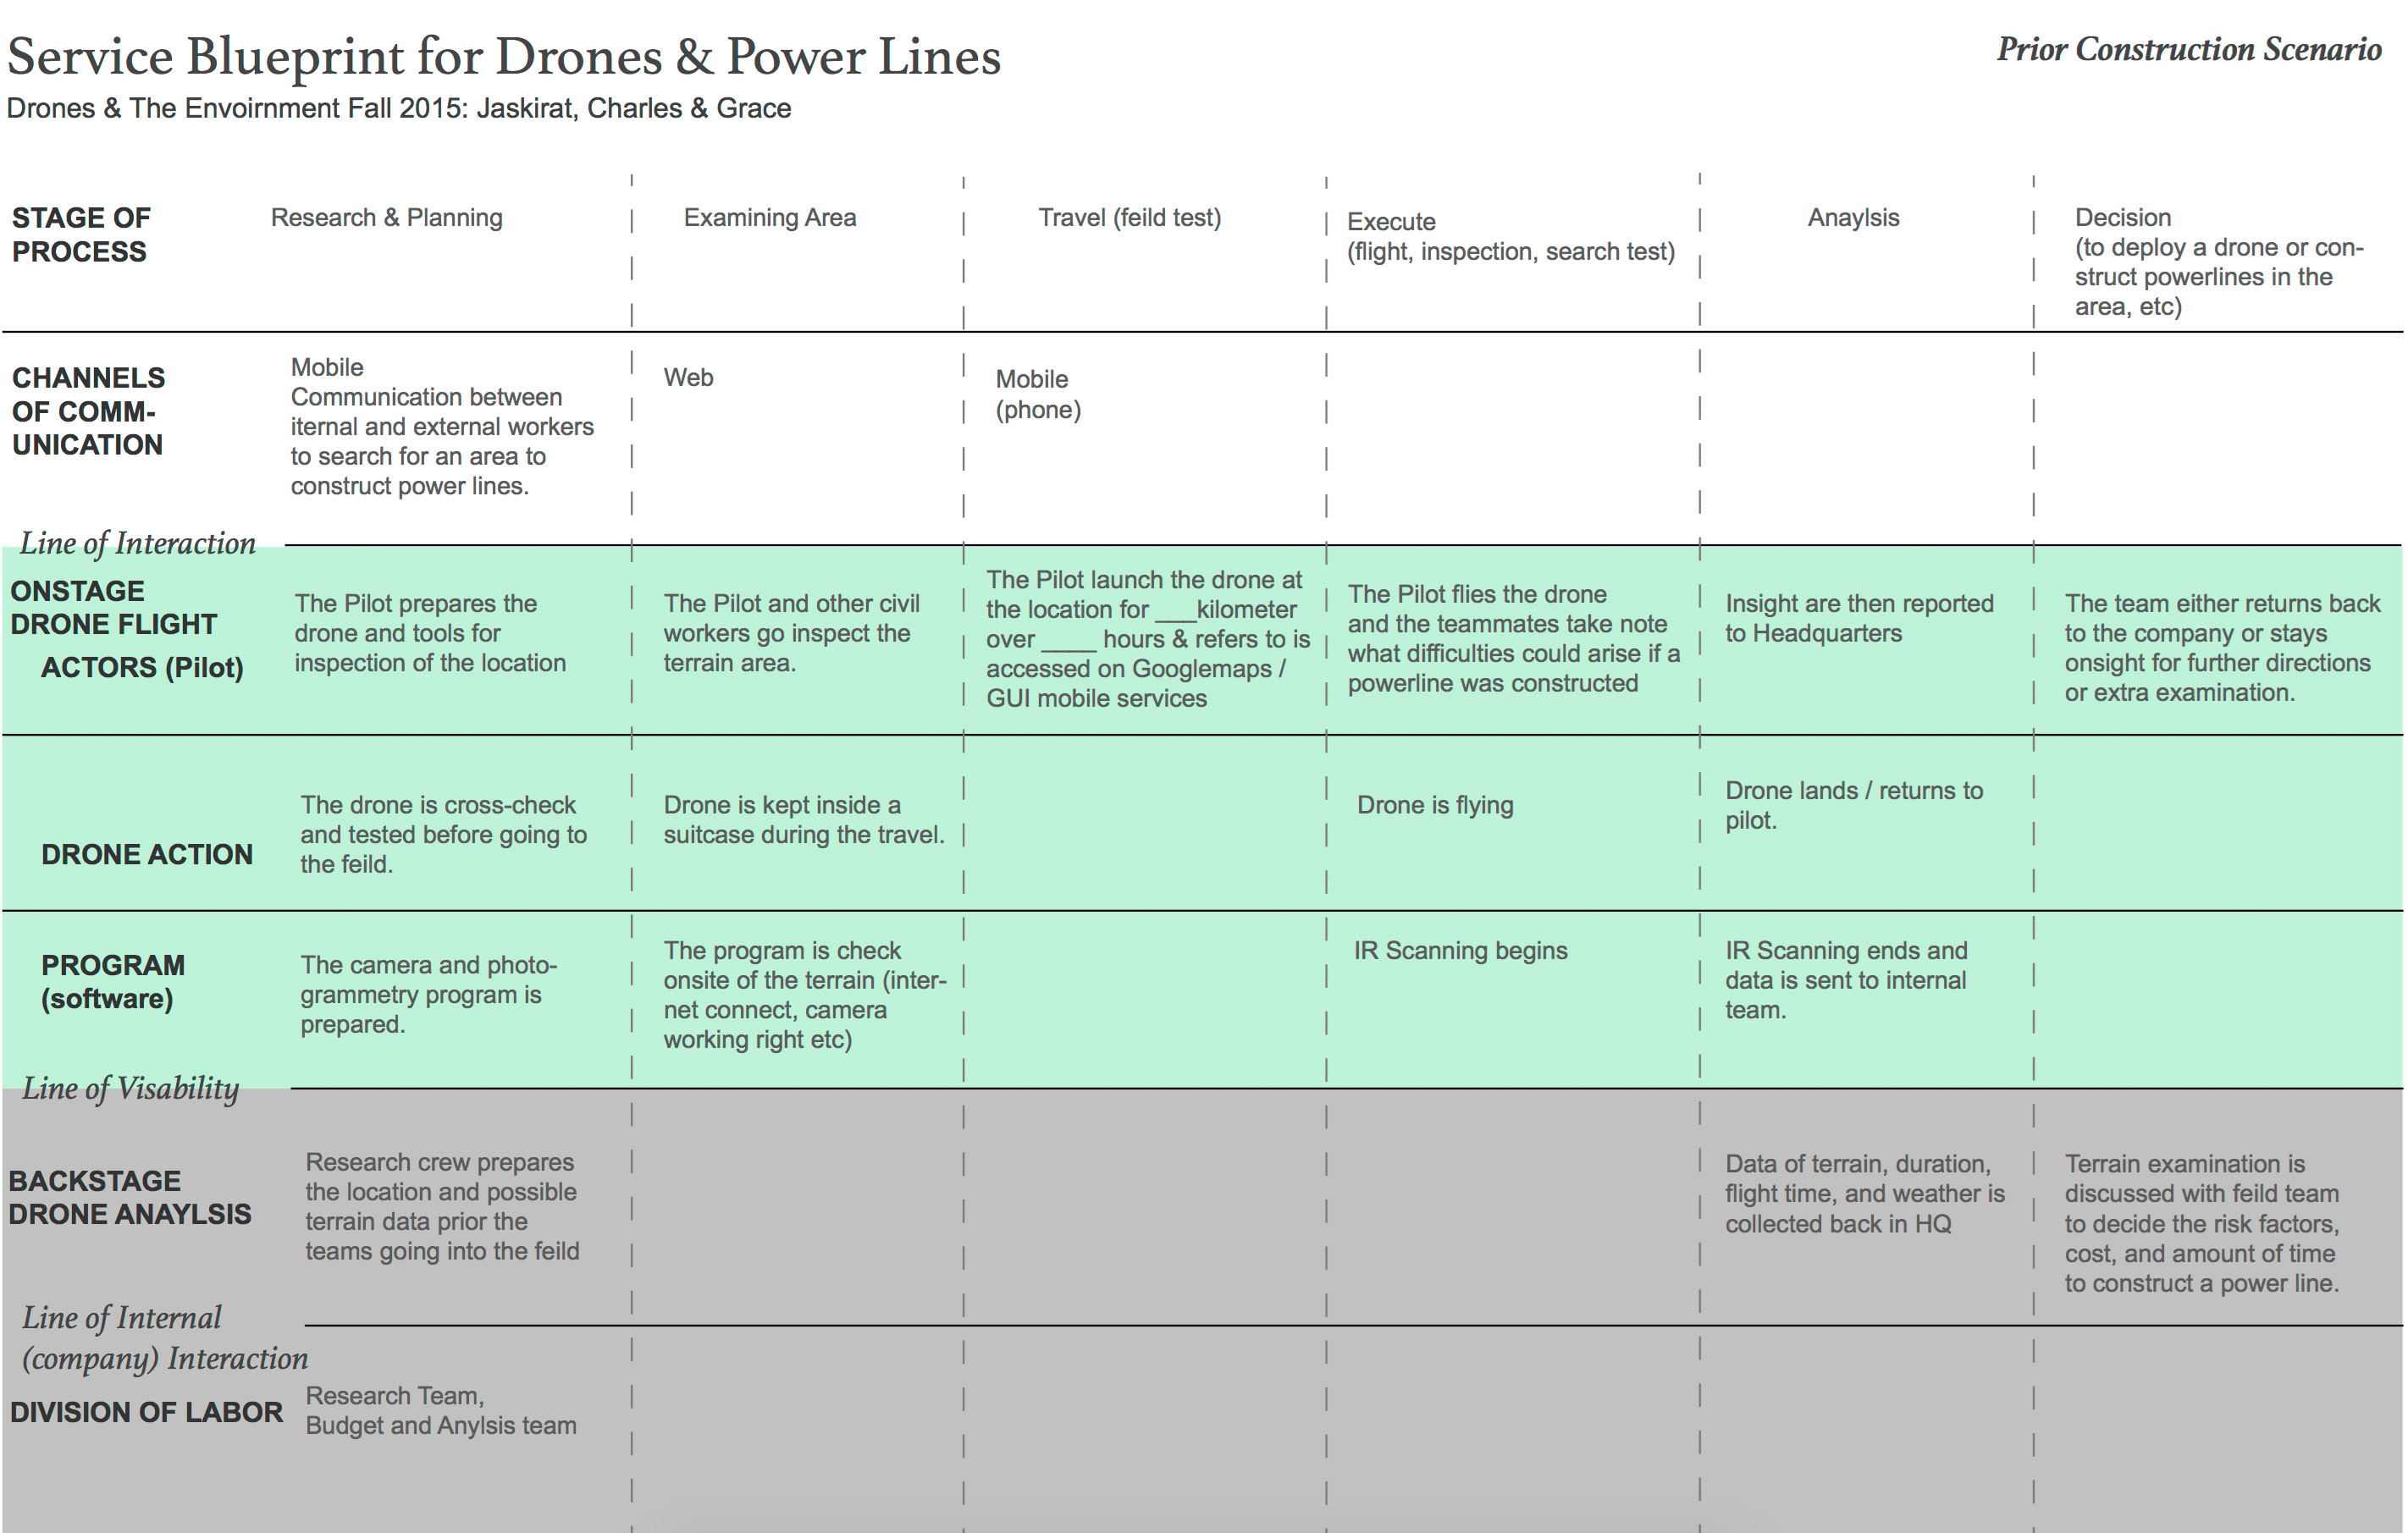 Service Blueprint for Drones & Power Lines
Prior Construction Scenario
Drones & The Envoirnment Fall 2015: Jaskirat, Charles & Grace
STAGE OF
PROCESS
Research & Planning
Examining Area
Travel (feild test)
Execute
(flight, inspection, search test)
Anaylsis
Decision
(to deploy a drone or con-
struct powerlines in the
area, etc)
CHANNELS
OF COMM-
UNICATION
Mobile
Communication between
iternal and external workers
to search for an area to
construct power lines.
Web
Mobile
(phone)
Line of Interaction
ONSTAGE
DRONE FLIGHT
ACTORS (Pilot)
The Pilot prepares the
drone and tools for
inspection of the location
The Pilot and other civil
workers go inspect the
terrain area.
The Pilot launch the drone at
the location for ___kilometer
over ____ hours & refers to is
accessed on Googlemaps /
GUI mobile services
The Pilot flies the drone
and the teammates take note
what difficulties could arise if a
powerline was constructed
Insight are then reported
to Headquarters
The team either returns back
to the company or stays
onsight for further directions
or extra examination.
DRONE ACTION
The drone is cross-check
and tested before going to
the feild.
Drone is kept inside a
suitcase during the travel.
Drone is flying
Drone lands / returns to
pilot.
PROGRAM
(software)
The camera and photo-
grammetry program is
prepared.
The program is check
onsite of the terrain (inter-
net connect, camera
working right etc)
IR Scanning begins
IR Scanning ends and
data is sent to internal
team.
Line of Visability
BACKSTAGE
DRONE ANAYLSIS
Research crew prepares
the location and possible
terrain data prior the
teams going into the feild
Data of terrain, duration,
flight time, and weather is
collected back in HQ
Terrain examination is
discussed with feild team
to decide the risk factors,
cost, and amount of time
to construct a power line.
Line of Internal
(company) Interaction
DIVISION OF LABOR
Research Team,
Budget and Anylsis team